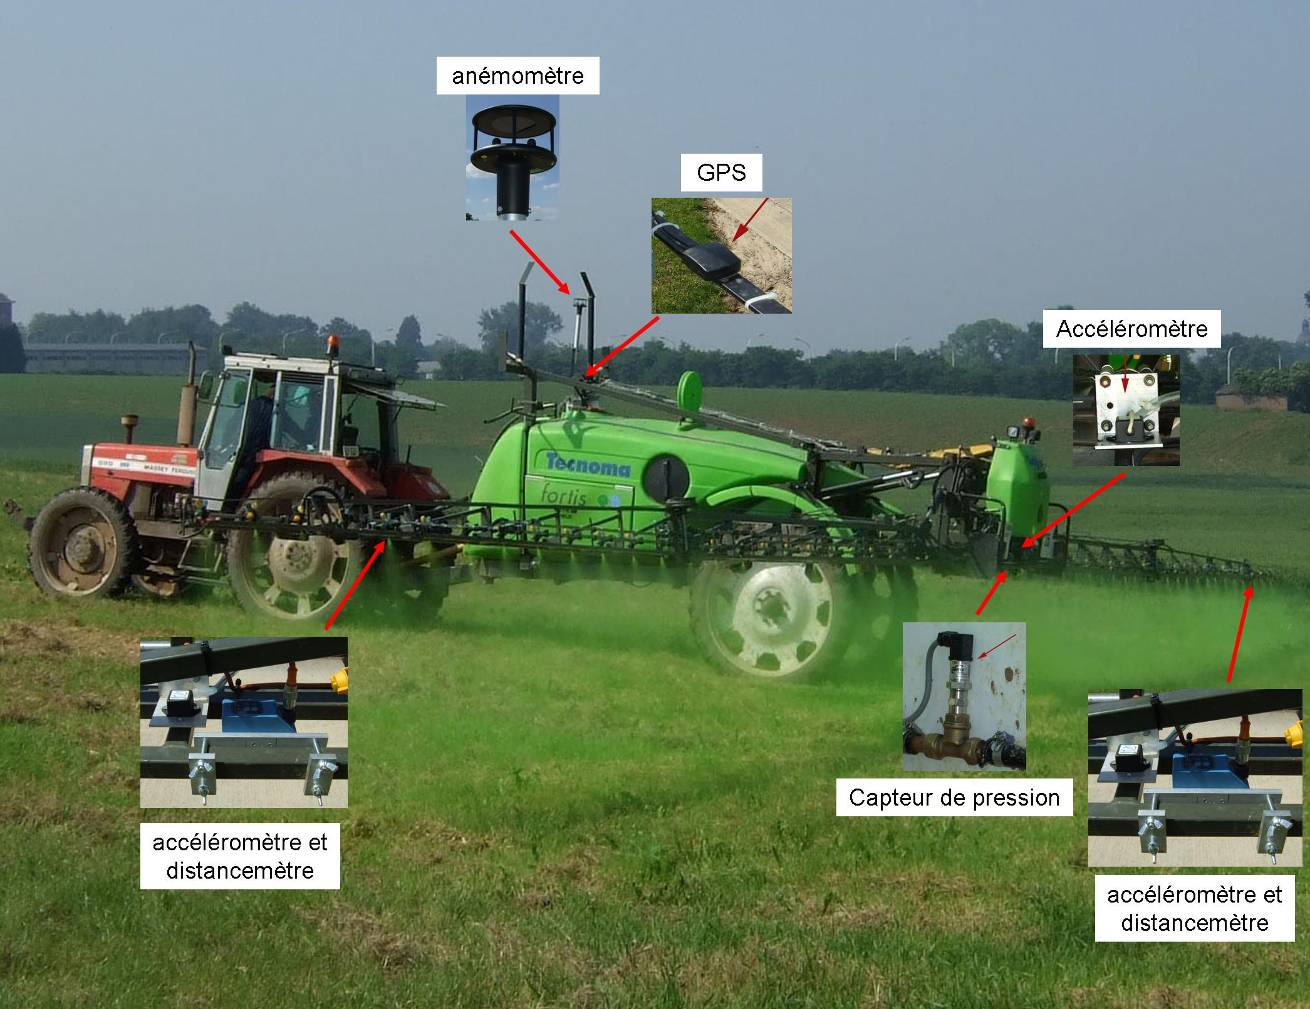 anémomètre
GPS
Accéléromètre
MASSEY FERGUSON
Tecnoma
fortis
Capteur de pression
accéléromètre et
distancemètre
accéléromètre et
distancemètre